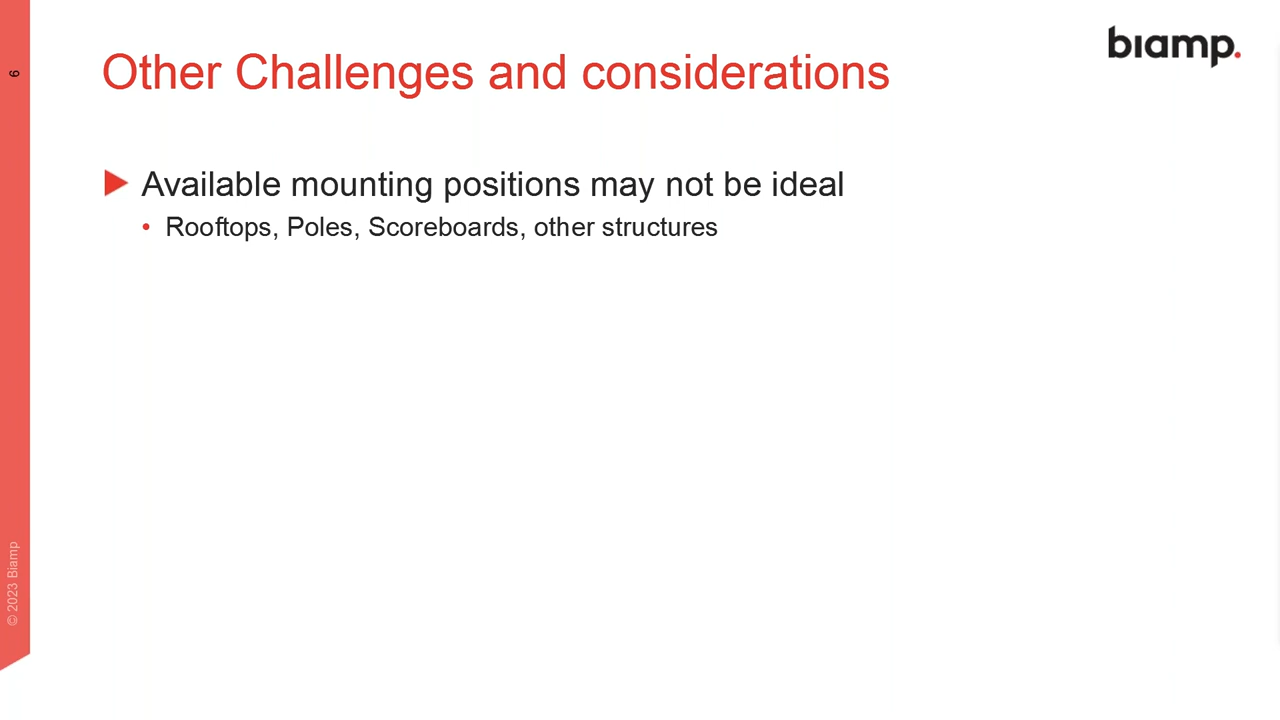 6
Other Challenges and considerations
biamp.
Available mounting positions may not be ideal
• Rooftops, Poles, Scoreboards, other structures
© 2023 Biamp